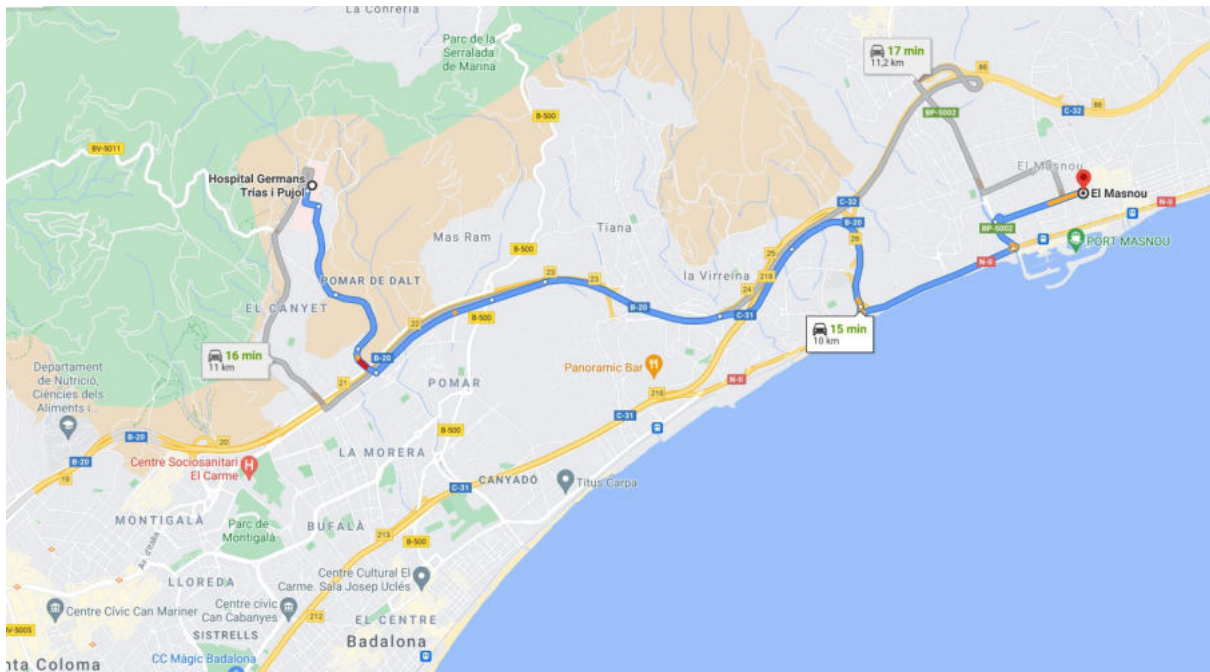 La Conreria
Parc de la
Serralada
de Marina
17 min
11,2 km
86
C-32
86
BP-5002
B-500
BV-5011
Hospital Germans
Trias i Pujol
El Masnou
El Masnou
N-II
C-32
B-20
BP-5002
PORT MASNOU
Tiana
Mas Ram
B-500
26
25
N-II
POMAR DE DALT
la Virreina
218
23
23
24
EL CANYET
B-20
C-31
22
B-500
15 min
10 km
16 min
11 km
B-20
Departament
de Nutrició,
Ciències dels
Aliments i...
21
POMAR
Panoramic Bar
N-II
216
C-31
B-20
20
LA MORERA
B-20
19
Centre Sociosanitari
El Carme
CANYADÓ
Titus Carpa
C-31
MONTIGALÀ
Parc de
Montigalà
BUFALÀ
213
B-500
Av. d'Itàlia
LLOREDA
Centre Cultural El
Carme. Sala Josep Uclés
Centre Cívic Can Mariner
Centre cívic
Can Cabanyes
212
EL CENTRE
SISTRELLS
Badalona
BV-5005
nta Coloma
CC Màgic Badalona